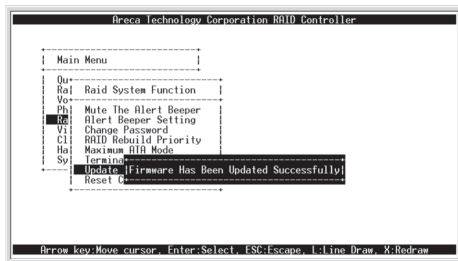 Areca Technology Corporation RAID Controller
Main Menu
Qu
Ra Raid System Function
Vo
Ph Mute The Alert Beeper
Ra Alert Beeper Setting
Vi Change Password
Cl RAID Rebuild Priority
Ha Maximum ATA Mode
Sy Termina
Update Firmware Has Been Updated Successfully
Reset C
Arrow key:Move cursor, Enter:Select, ESC:Escape, L:Line Draw, X:Redraw